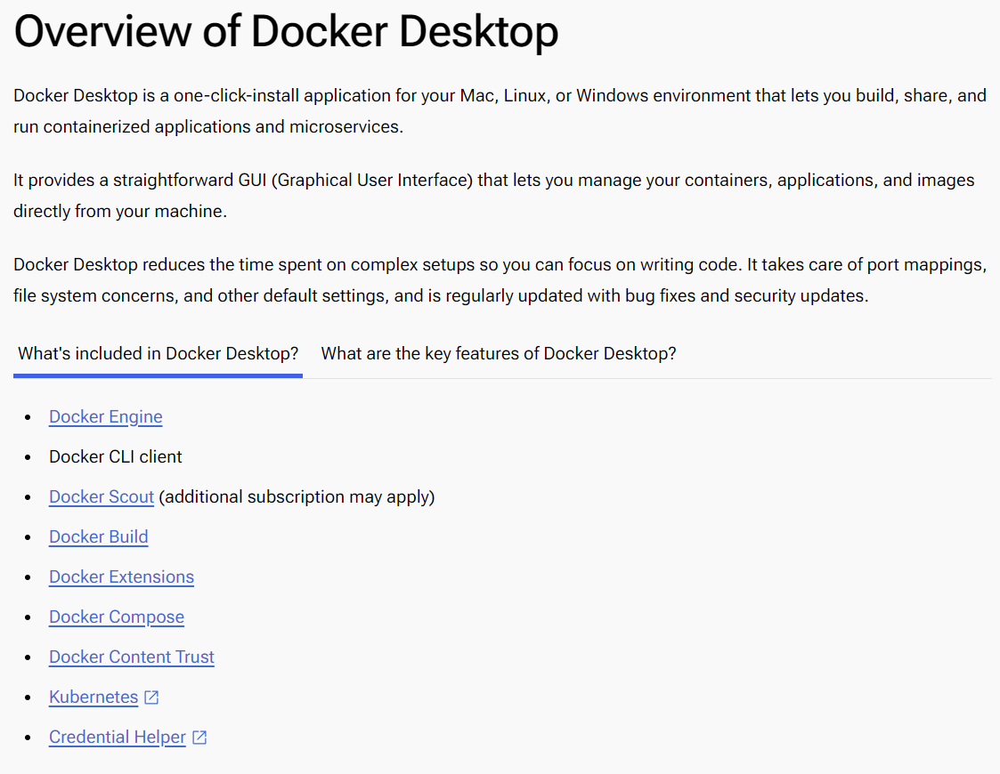 Overview of Docker Desktop
Docker Desktop is a one-click-install application for your Mac, Linux, or Windows environment that lets you build, share, and
run containerized applications and microservices.
It provides a straightforward GUI (Graphical User Interface) that lets you manage your containers, applications, and images
directly from your machine.
Docker Desktop reduces the time spent on complex setups so you can focus on writing code. It takes care of port mappings,
file system concerns, and other default settings, and is regularly updated with bug fixes and security updates.
What's included in Docker Desktop? What are the key features of Docker Desktop?
Docker Engine
Docker CLI client
Docker Scout (additional subscription may apply)
Docker Build
Docker Extensions
Docker Compose
Docker Content Trust
Kubernetes
Credential Helper